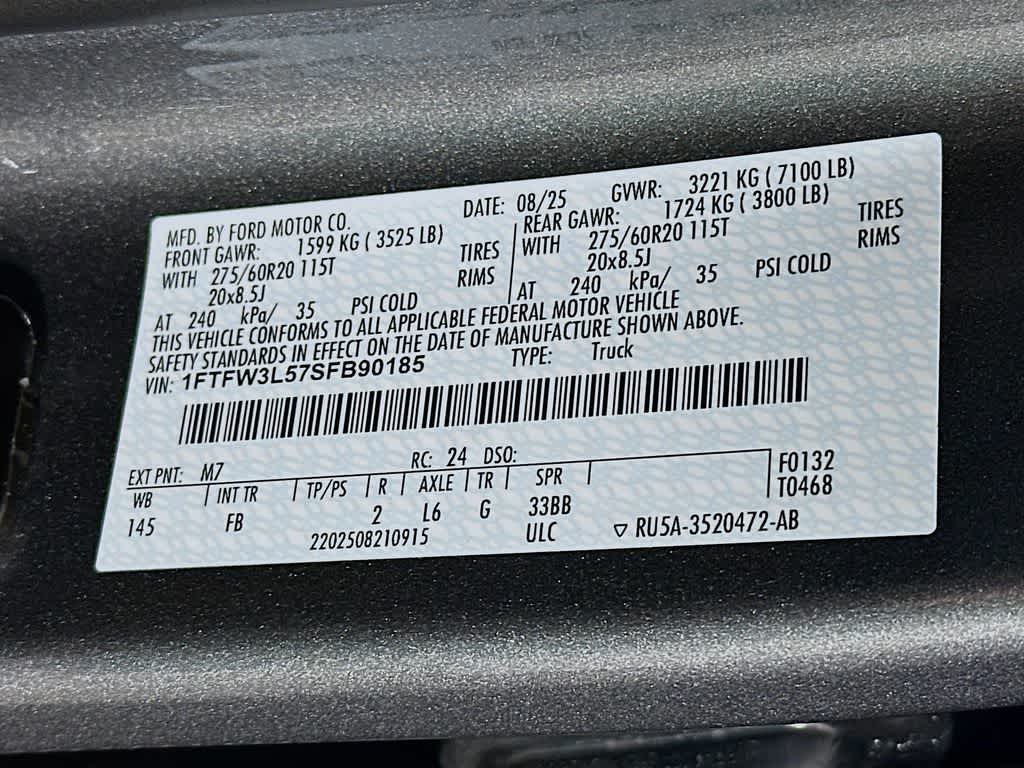 MFD. BY FORD MOTOR CO.
DATE: 08/25 GVWR: 3221 KG ( 7100 LB)
FRONT GAWR: 1599 KG ( 3525 LB)
WITH 275/60R20 115T TIRES
20x8.5J RIMS
AT 240 kPa/ 35 PSI COLD
REAR GAWR: 1724 KG ( 3800 LB)
WITH 275/60R20 115T TIRES
20x8.5J RIMS
AT 240 kPa/ 35 PSI COLD
THIS VEHICLE CONFORMS TO ALL APPLICABLE FEDERAL MOTOR VEHICLE
SAFETY STANDARDS IN EFFECT ON THE DATE OF MANUFACTURE SHOWN ABOVE.
VIN: 1FTFW3L57SFB90185 TYPE: Truck
EXT PNT: M7 RC: 24 DSO:
WB INT TR TP/PS R AXLE TR SPR F0132
145 FB 2 L6 G 33BB T0468
2202508210915 ULC ▽ RU5A-3520472-AB